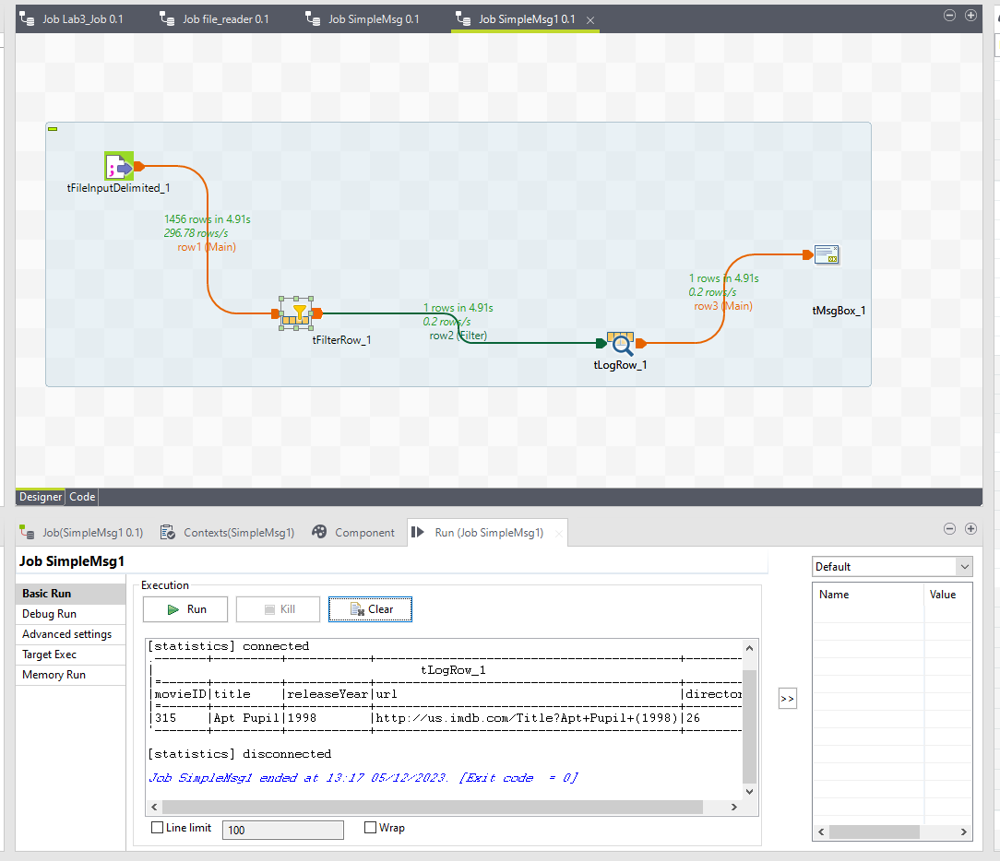 Job Lab3_Job 0.1
Job file_reader 0.1
Job SimpleMsg 0.1
Job SimpleMsg1 0.1
tFileInputDelimited_1
1456 rows in 4.91s
296.78 rows/s
row1 (Main)
tFilterRow_1
1 rows in 4.91s
0.2 rows/s
row2 (Filter)
tLogRow_1
1 rows in 4.91s
0.2 rows/s
row3 (Main)
tMsgBox_1
Designer Code
Job(SimpleMsg1 0.1)
Contexts(SimpleMsg1)
Component
Run (Job SimpleMsg1)
Job SimpleMsg1
Default
Basic Run
Debug Run
Advanced settings
Target Exec
Memory Run
Execution
Run
Kill
Clear
[statistics] connected
tLogRow_1
movieID|title |releaseYear|url |director
315 |Apt Pupil|1998 |http://us.imdb.com/Title?Apt+Pupil+(1998)|26
[statistics] disconnected
Job SimpleMsg1 ended at 13:17 05/12/2023. [Exit code = 0]
Line limit
100
Wrap
>>
Name Value